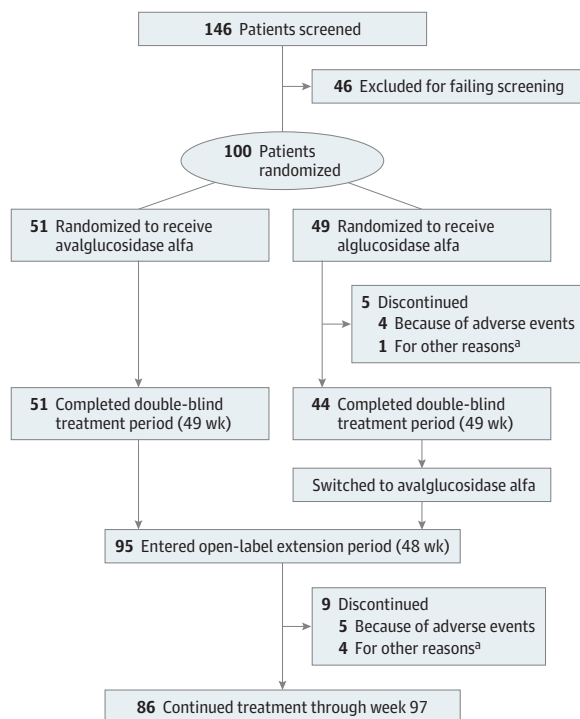 146 Patients screened
46 Excluded for failing screening
100 Patients
randomized
51 Randomized to receive
avalglucosidase alfa
49 Randomized to receive
alglucosidase alfa
5 Discontinued
4 Because of adverse events
1 For other reasonsᵃ
51 Completed double-blind
treatment period (49 wk)
44 Completed double-blind
treatment period (49 wk)
Switched to avalglucosidase alfa
95 Entered open-label extension period (48 wk)
9 Discontinued
5 Because of adverse events
4 For other reasonsᵃ
86 Continued treatment through week 97